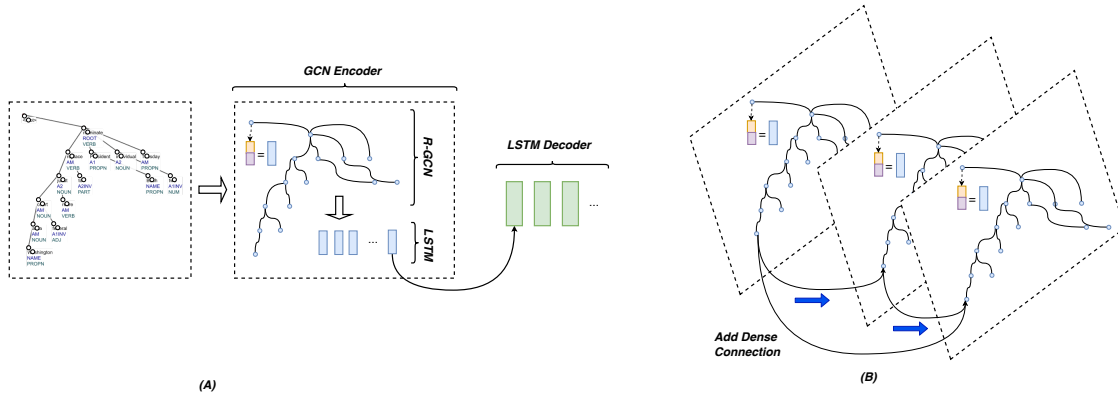 GCN Encoder
R-GCN
LSTM
LSTM Decoder
...
...
ROOT
VERB
AM
VERB
A1
PROPN
A2
NOUN
AM
PROPN
A2
NOUN
A2INV
PART
NAME
PROPN
A1INV
NUM
AM
NOUN
AM
VERB
AM
NOUN
A1INV
ADJ
NAME
PROPN
=
(A)
=
=
=
Add Dense
Connection
(B)